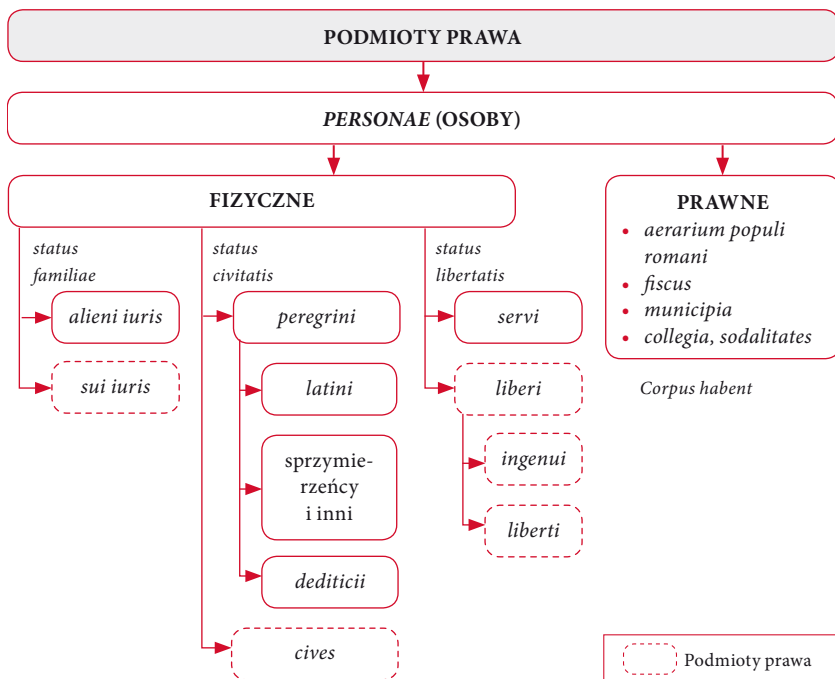 PODMIOTY PRAWA
PERSONAE (OSOBY)
FIZYCZNE
status
familiae
alieni iuris
sui iuris
status
civitatis
peregrini
latini
sprzymie-
rzeńcy
i inni
dediticii
cives
status
libertatis
servi
liberi
ingenui
liberti
PRAWNE
• aerarium populi
romani
• fiscus
• municipia
• collegia, sodalitates
Corpus habent
Podmioty prawa